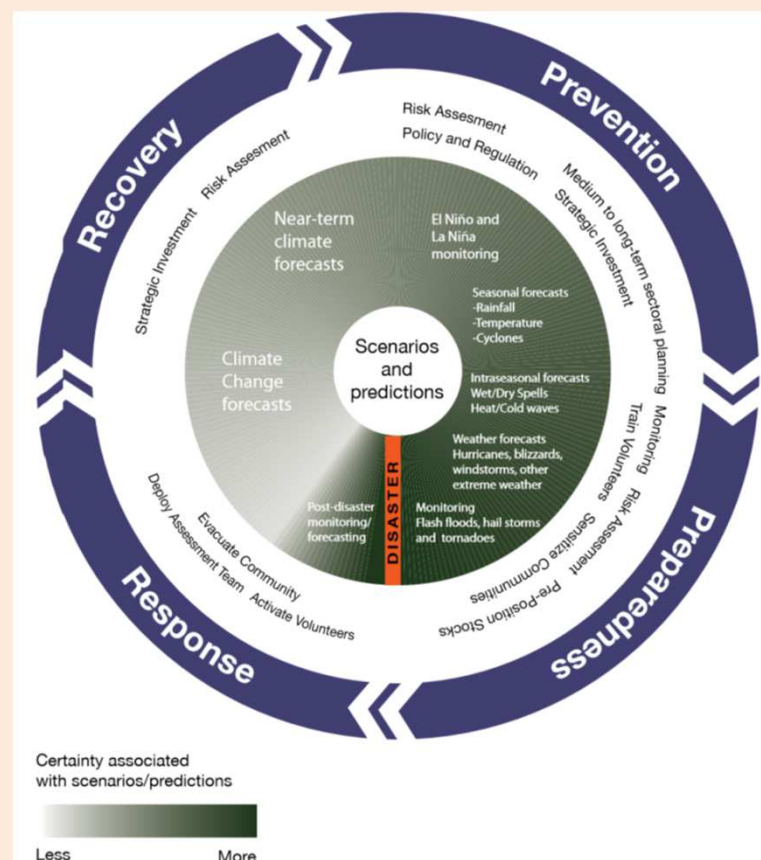 Recovery
Prevention
Preparedness
Response
Risk Assesment
Policy and Regulation
Medium to long-term sectoral planning
Strategic Investment
Monitoring
Train Volunteers
Risk Assesment
Sensitize Communities
Pre-Position Stocks
Activate Volunteers
Evacuate Community
Deploy Assessment Team
Strategic Investment
Risk Assesment
Near-term
climate
forecasts
El Niño and
La Niña
monitoring
Seasonal forecasts
-Rainfall
-Temperature
-Cyclones
Scenarios
and
predictions
Climate
Change
forecasts
Intraseasonal forecasts
Wet/Dry Spells
Heat/Cold waves
Weather forecasts
Hurricanes, blizzards,
windstorms, other
extreme weather
DISASTER
Post-disaster
monitoring/
forecasting
Monitoring
Flash floods, hail storms
and tornadoes
Certainty associated
with scenarios/predictions
Less
More